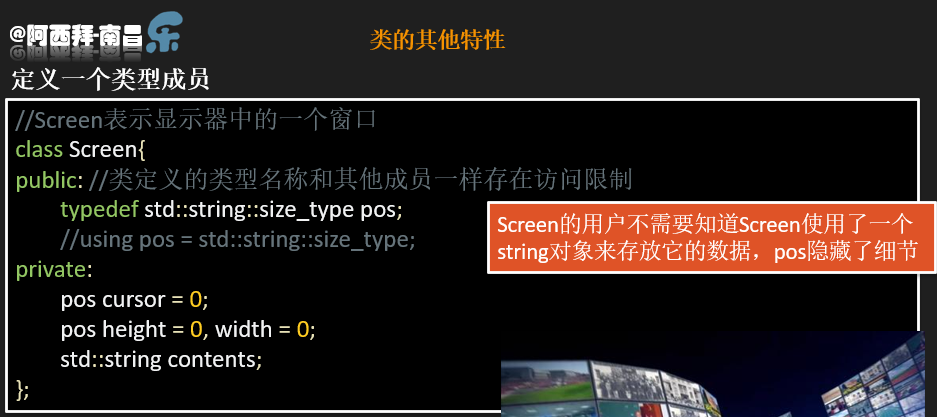 @阿西拜-南昌 乐
类的其他特性
定义一个类型成员
//Screen表示显示器中的一个窗口
class Screen{
public: //类定义的类型名称和其他成员一样存在访问限制
typedef std::string::size_type pos;
//using pos = std::string::size_type;
private:
pos cursor = 0;
pos height = 0, width = 0;
std::string contents;
};
Screen的用户不需要知道Screen使用了一个
string对象来存放它的数据，pos隐藏了细节